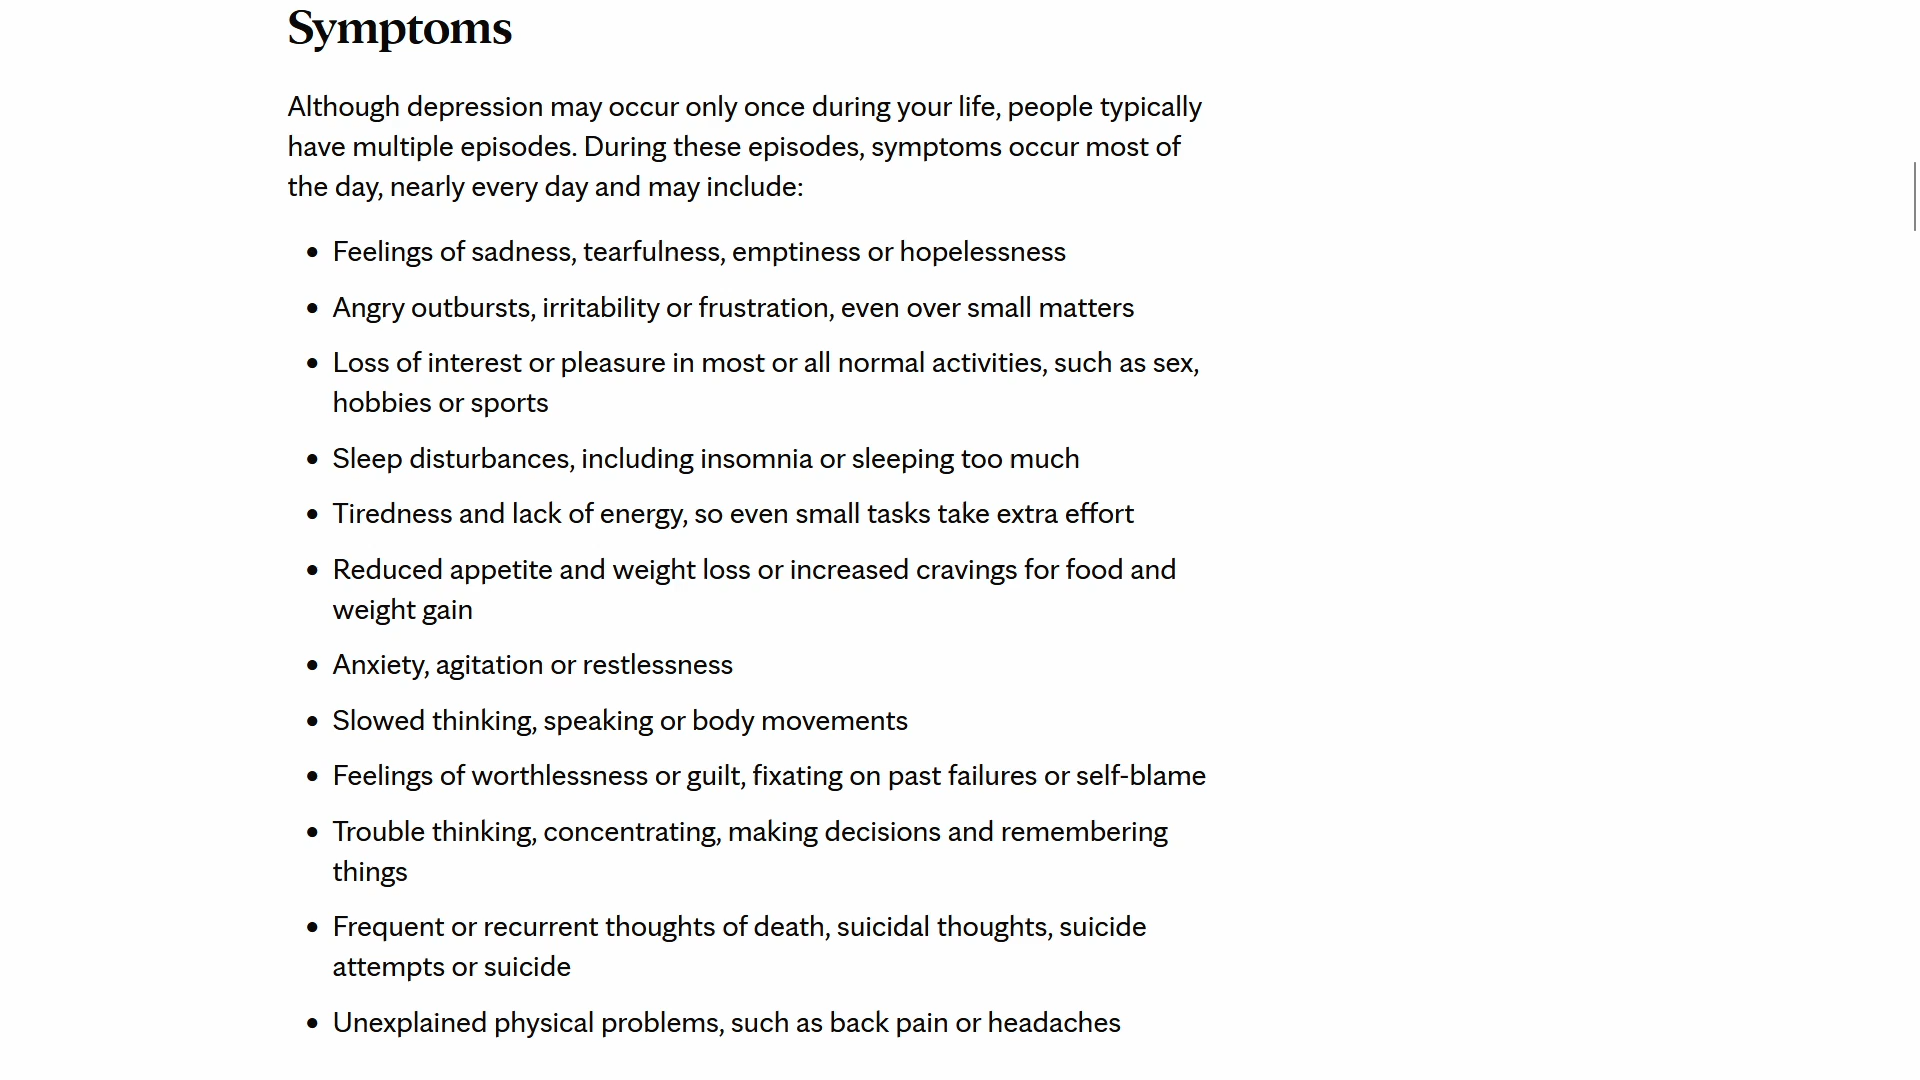 Symptoms
Although depression may occur only once during your life, people typically
have multiple episodes. During these episodes, symptoms occur most of
the day, nearly every day and may include:
• Feelings of sadness, tearfulness, emptiness or hopelessness
• Angry outbursts, irritability or frustration, even over small matters
• Loss of interest or pleasure in most or all normal activities, such as sex,
hobbies or sports
• Sleep disturbances, including insomnia or sleeping too much
• Tiredness and lack of energy, so even small tasks take extra effort
• Reduced appetite and weight loss or increased cravings for food and
weight gain
• Anxiety, agitation or restlessness
• Slowed thinking, speaking or body movements
• Feelings of worthlessness or guilt, fixating on past failures or self-blame
• Trouble thinking, concentrating, making decisions and remembering
things
• Frequent or recurrent thoughts of death, suicidal thoughts, suicide
attempts or suicide
• Unexplained physical problems, such as back pain or headaches